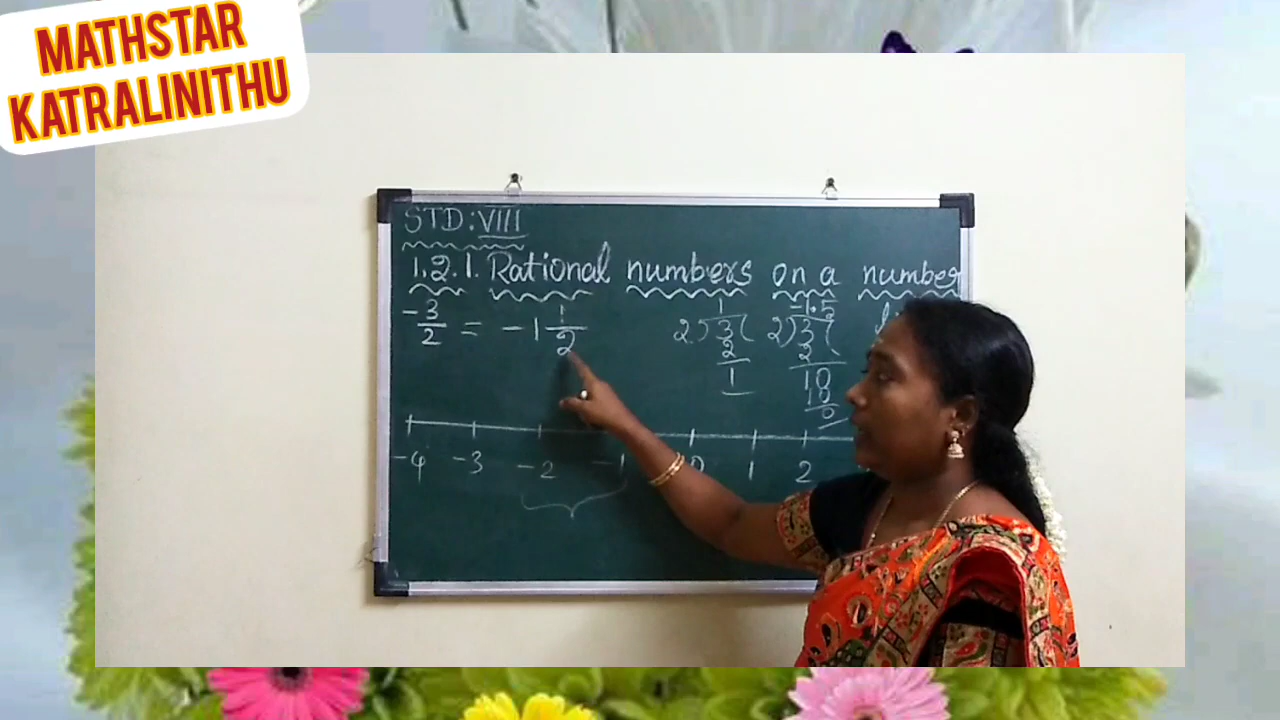 MATHSTAR
KATRALINITHU
STD: VIII
1.2.1. Rational numbers on a number
-3/2 = -1 1/2
1
2) 3 (
2
1
-1.5
2) 3 (
2
10
10
0
-4 -3 -2 -1 0 1 2